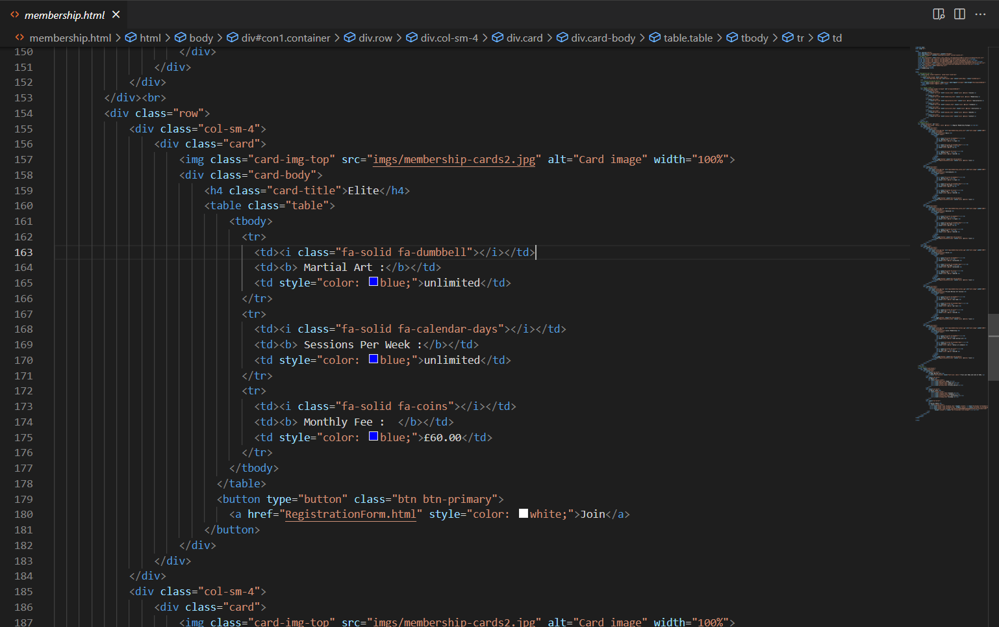 membership.html
membership.html > html > body > div#con1.container > div.row > div.col-sm-4 > div.card > div.card-body > table.table > tbody > tr > td
150 </div>
151 </div>
152 </div>
153 </div><br>
154 <div class="row">
155 <div class="col-sm-4">
156 <div class="card">
157 <img class="card-img-top" src="imgs/membership-cards2.jpg" alt="Card image" width="100%">
158 <div class="card-body">
159 <h4 class="card-title">Elite</h4>
160 <table class="table">
161 <tbody>
162 <tr>
163 <td><i class="fa-solid fa-dumbbell"></i></td>
164 <td><b> Martial Art :</b></td>
165 <td style="color: blue;">unlimited</td>
166 </tr>
167 <tr>
168 <td><i class="fa-solid fa-calendar-days"></i></td>
169 <td><b> Sessions Per Week :</b></td>
170 <td style="color: blue;">unlimited</td>
171 </tr>
172 <tr>
173 <td><i class="fa-solid fa-coins"></i></td>
174 <td><b> Monthly Fee :  </b></td>
175 <td style="color: blue;">£60.00</td>
176 </tr>
177 </tbody>
178 </table>
179 <button type="button" class="btn btn-primary">
180 <a href="RegistrationForm.html" style="color: white;">Join</a>
181 </button>
182 </div>
183 </div>
184 </div>
185 <div class="col-sm-4">
186 <div class="card">
187 <img class="card-img-top" src="imgs/membership-cards2.jpg" alt="Card image" width="100%">